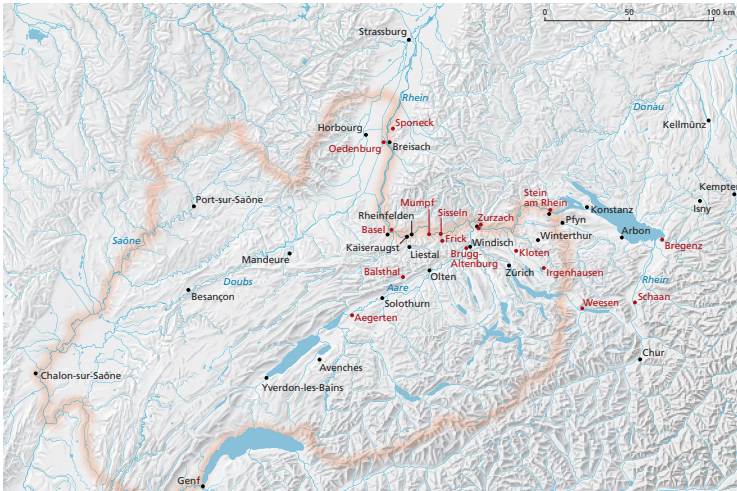 0 50 100 km
Strassburg
Rhein
Donau
Kellmünz
Horbourg
Sponeck
Oedenburg
Breisach
Kempten
Isny
Port-sur-Saône
Stein
am Rhein
Konstanz
Mumpf
Sisseln
Rheinfelden
Zurzach
Pfyn
Arbon
Basel
Frick
Windisch
Winterthur
Bregenz
Kaiseraugst
Liestal
Brugg-
Altenburg
Kloten
Saône
Mandeure
Balsthal
Olten
Zürich
Irgenhausen
Doubs
Aare
Rhein
Besançon
Solothurn
Weesen
Schaan
Aegerten
Chur
Avenches
Chalon-sur-Saône
Yverdon-les-Bains
Genf